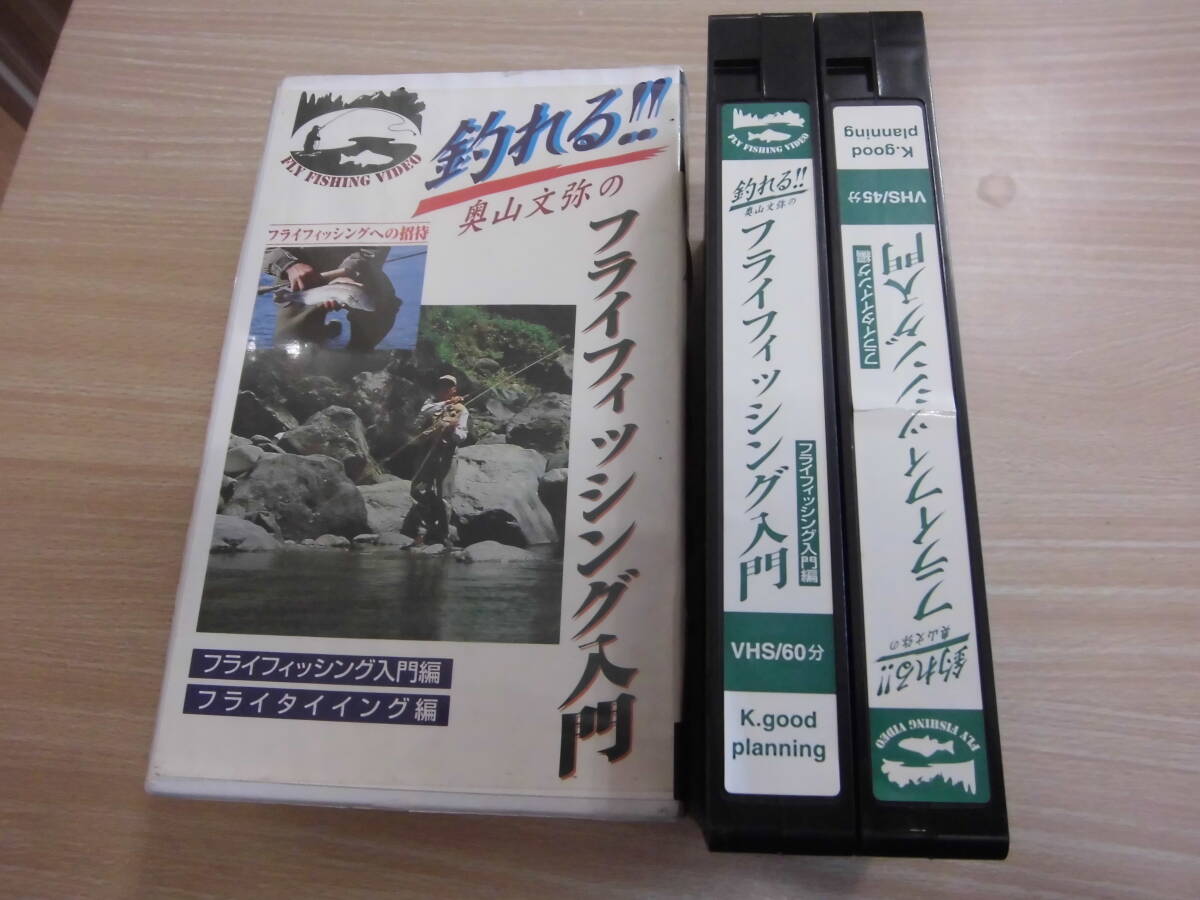 FLY FISHING VIDEO
釣れる!!
奥山文弥の
フライフィッシング入門
フライフィッシングへの招待
フライフィッシング入門編
フライタイイング編
FLY FISHING VIDEO
釣れる!!
奥山文弥の
フライフィッシング入門
フライフィッシング入門編
VHS/60分
K.good
planning
FLY FISHING VIDEO
釣れる!!
奥山文弥の
フライフィッシング入門
フライタイイング編
VHS/45分
K.good
planning